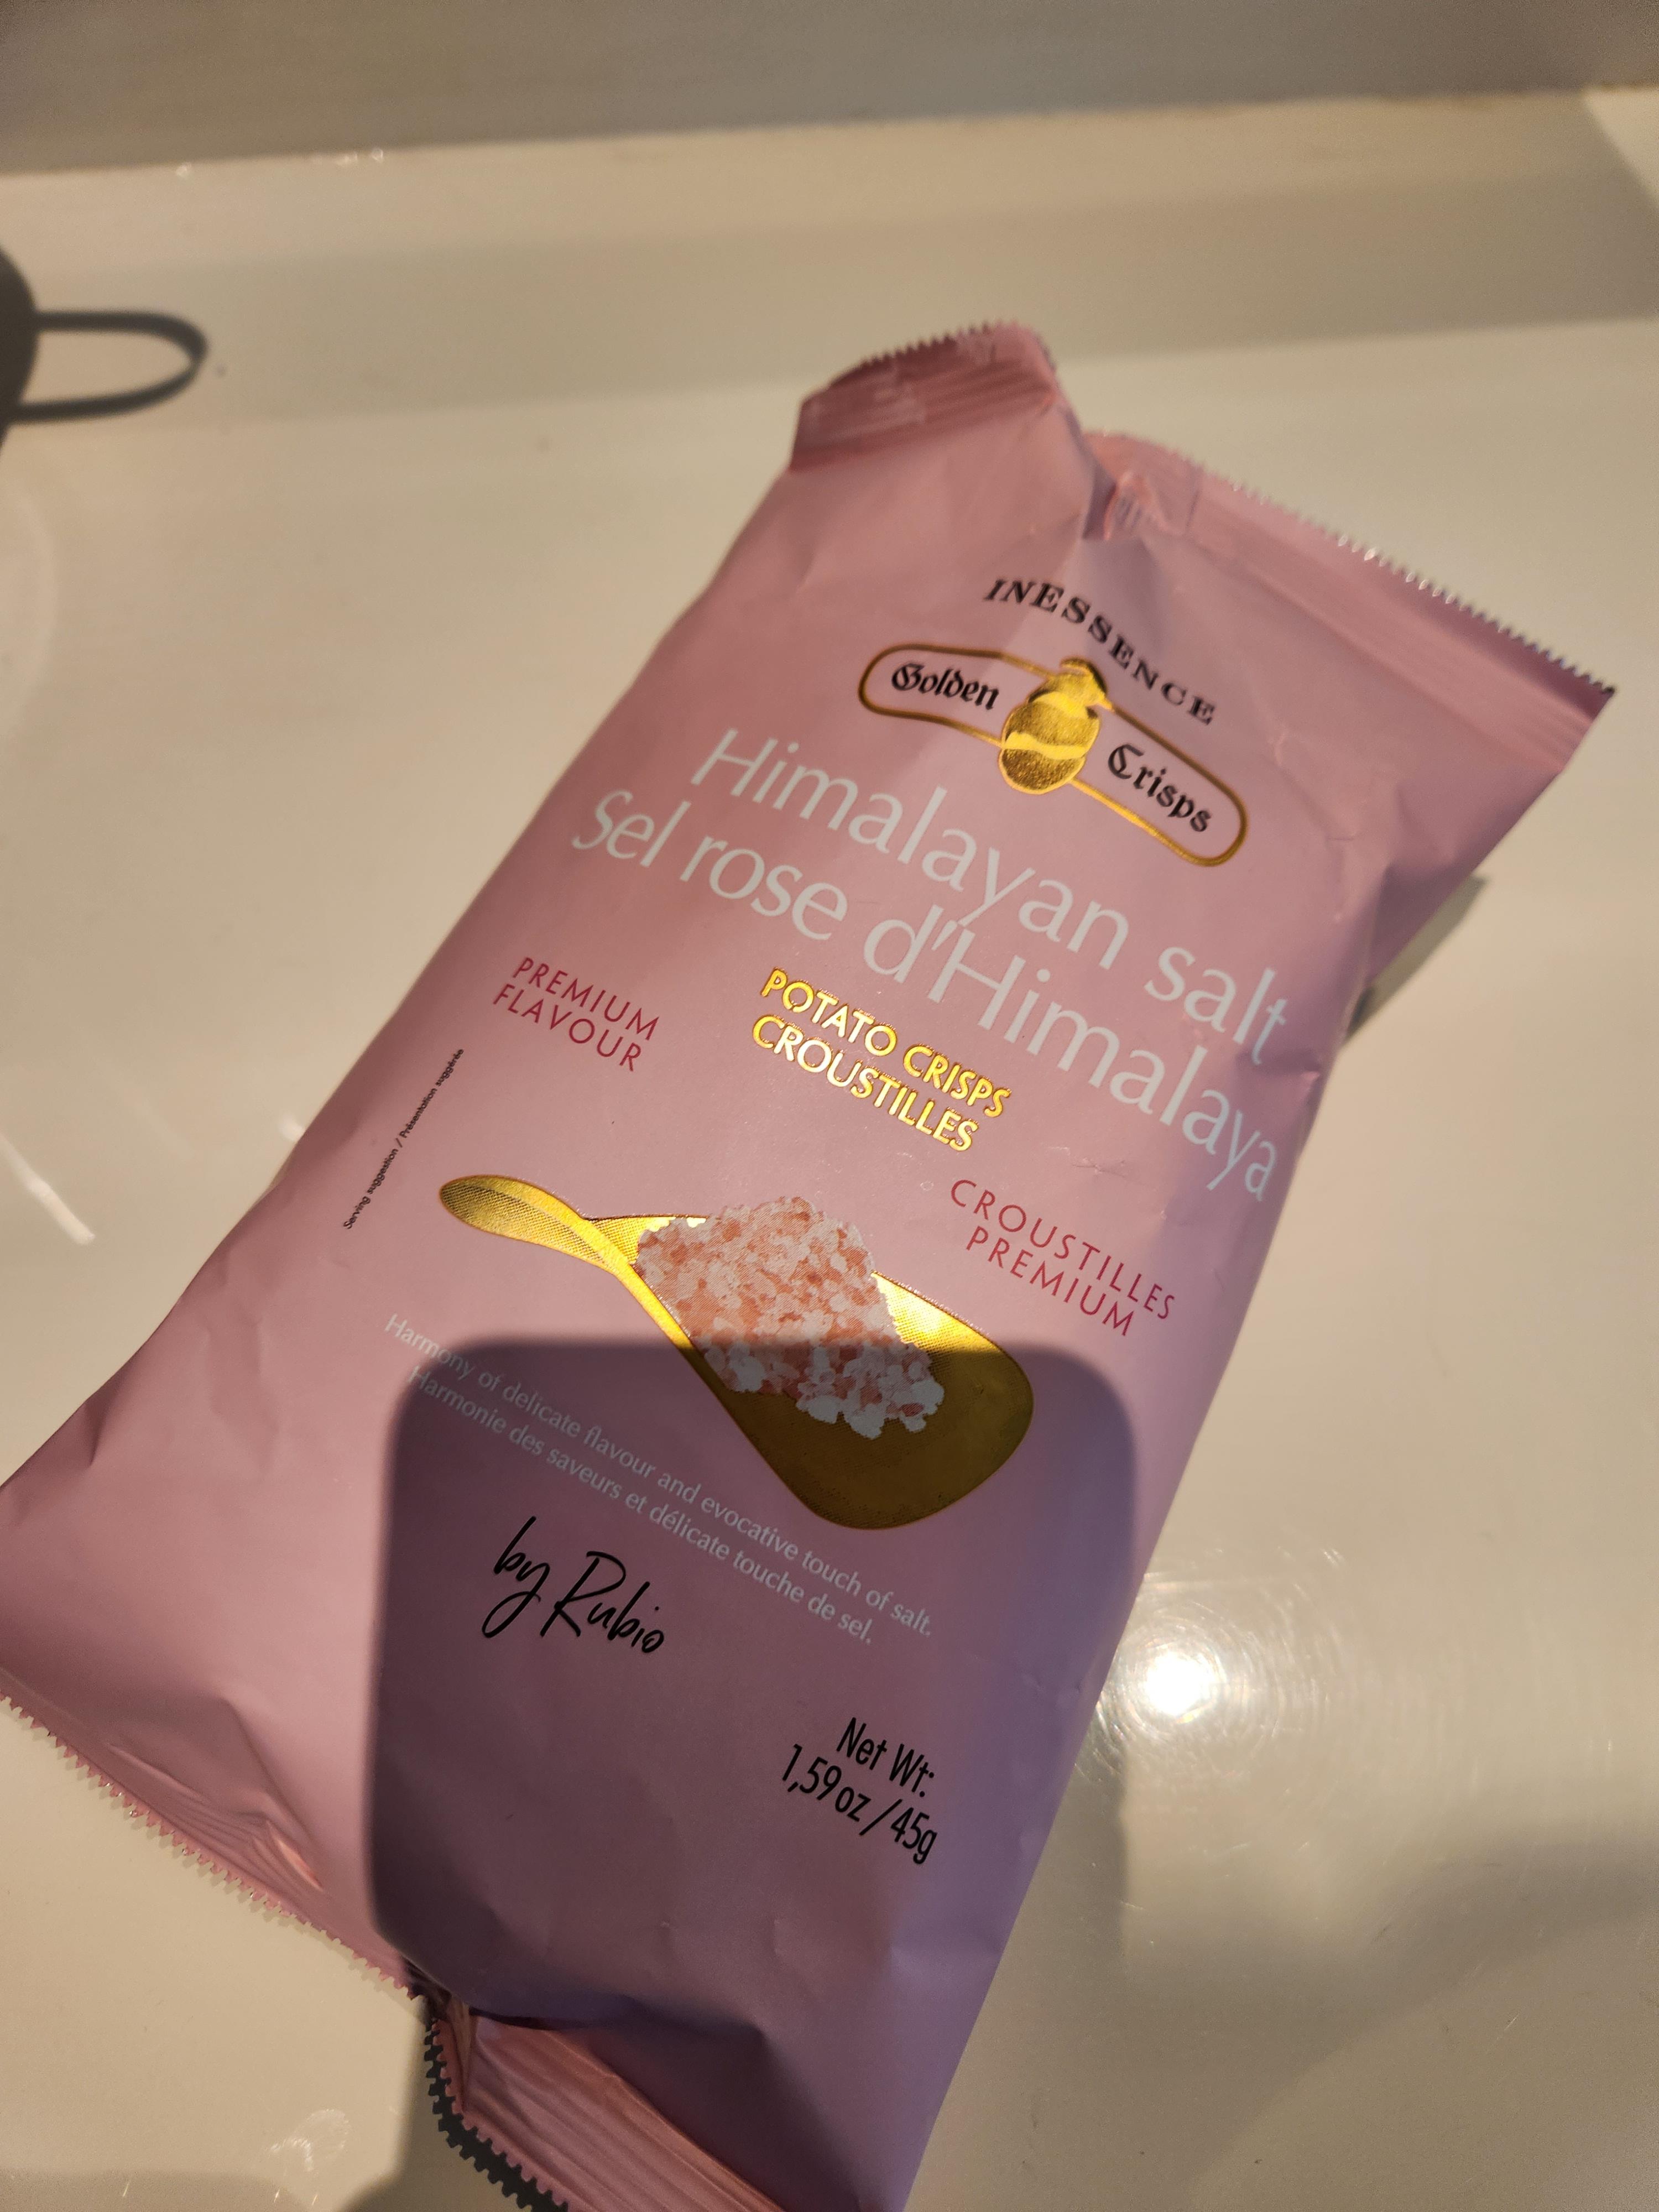 INESSENCE
Golden Crisps
Himalayan salt
Sel rose d'Himalaya
PREMIUM
FLAVOUR
POTATO CRISPS
CROUSTILLES
CROUSTILLES
PREMIUM
Serving suggestion / Présentation suggérée
Harmony of delicate flavour and evocative touch of salt.
Harmonie des saveurs et délicate touche de sel.
by Rubio
Net Wt:
1,59oz /45g